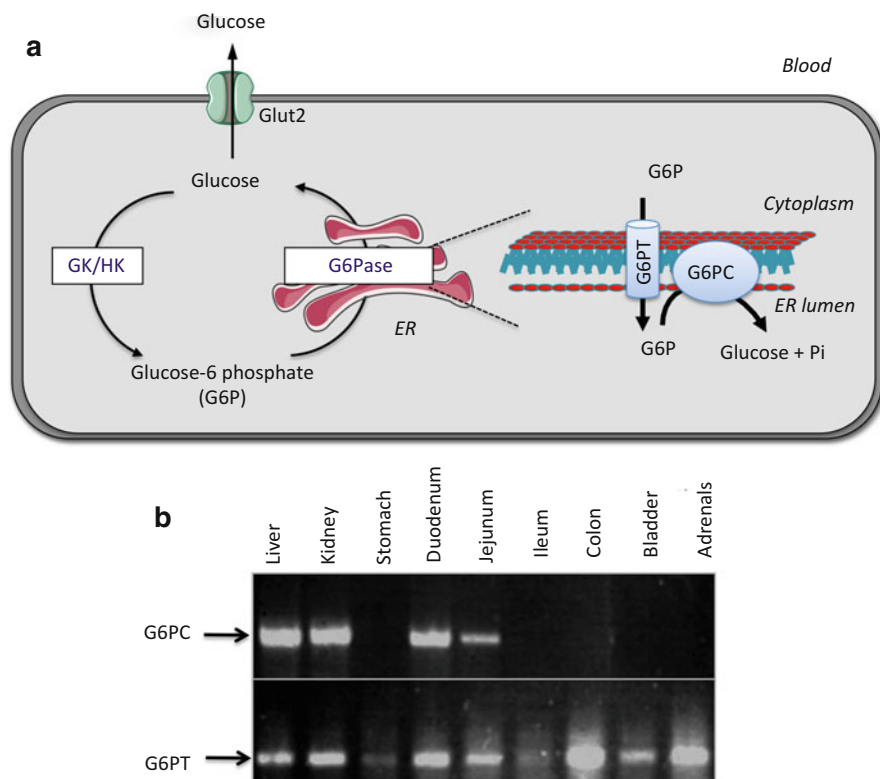 Glucose
a
Blood
Glut2
Glucose
G6P
Cytoplasm
GK/HK
G6Pase
G6PT
G6PC
ER lumen
ER
G6P
Glucose + Pi
Glucose-6 phosphate
(G6P)
b
Liver
Kidney
Stomach
Duodenum
Jejunum
Ileum
Colon
Bladder
Adrenals
G6PC
G6PT